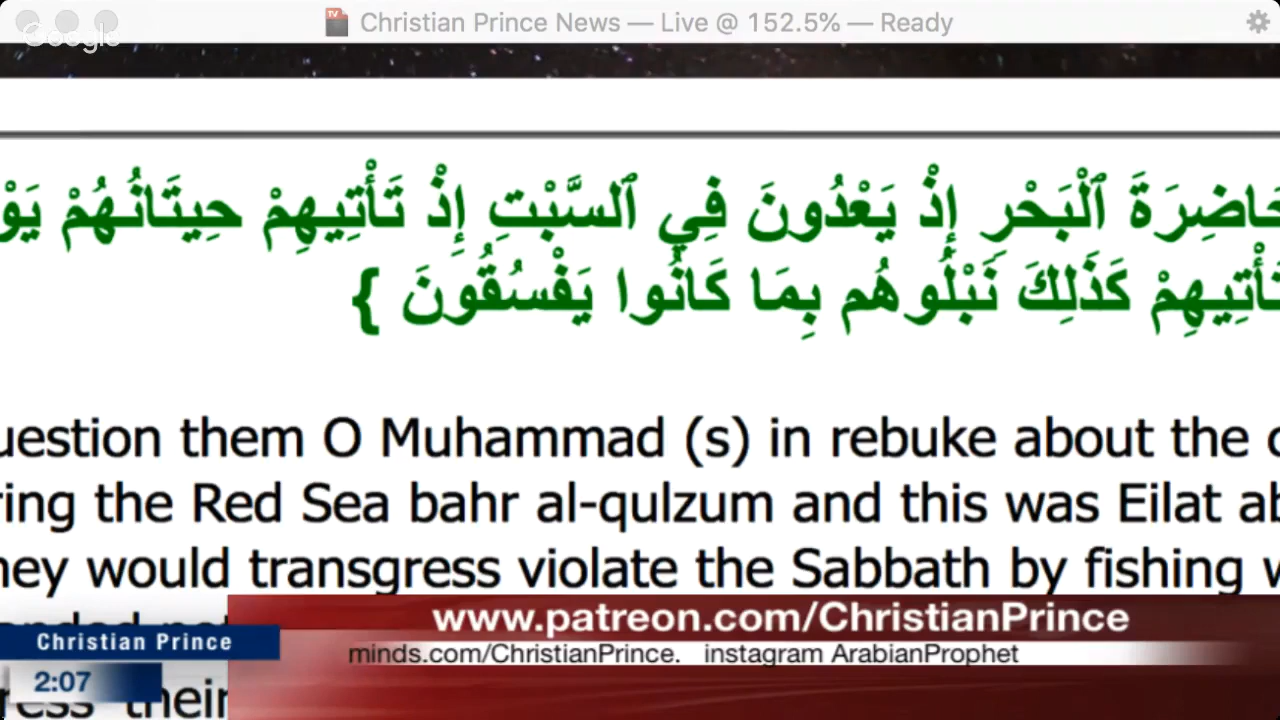 Christian Prince News — Live @ 152.5% — Ready
Google
حَاضِرَةَ ٱلْبَحْرِ إِذْ يَعْدُونَ فِي ٱلسَّبْتِ إِذْ تَأْتِيهِمْ حِيتَانُهُمْ
تَأْتِيهِمْ كَذَلِكَ نَبْلُوهُم بِمَا كَانُوا يَفْسُقُونَ }
uestion them O Muhammad (s) in rebuke about the
ring the Red Sea bahr al-qulzum and this was Eilat
hey would transgress violate the Sabbath by fishing
their
www.patreon.com/ChristianPrince
Christian Prince
minds.com/ChristianPrince. instagram ArabianProphet
2:07